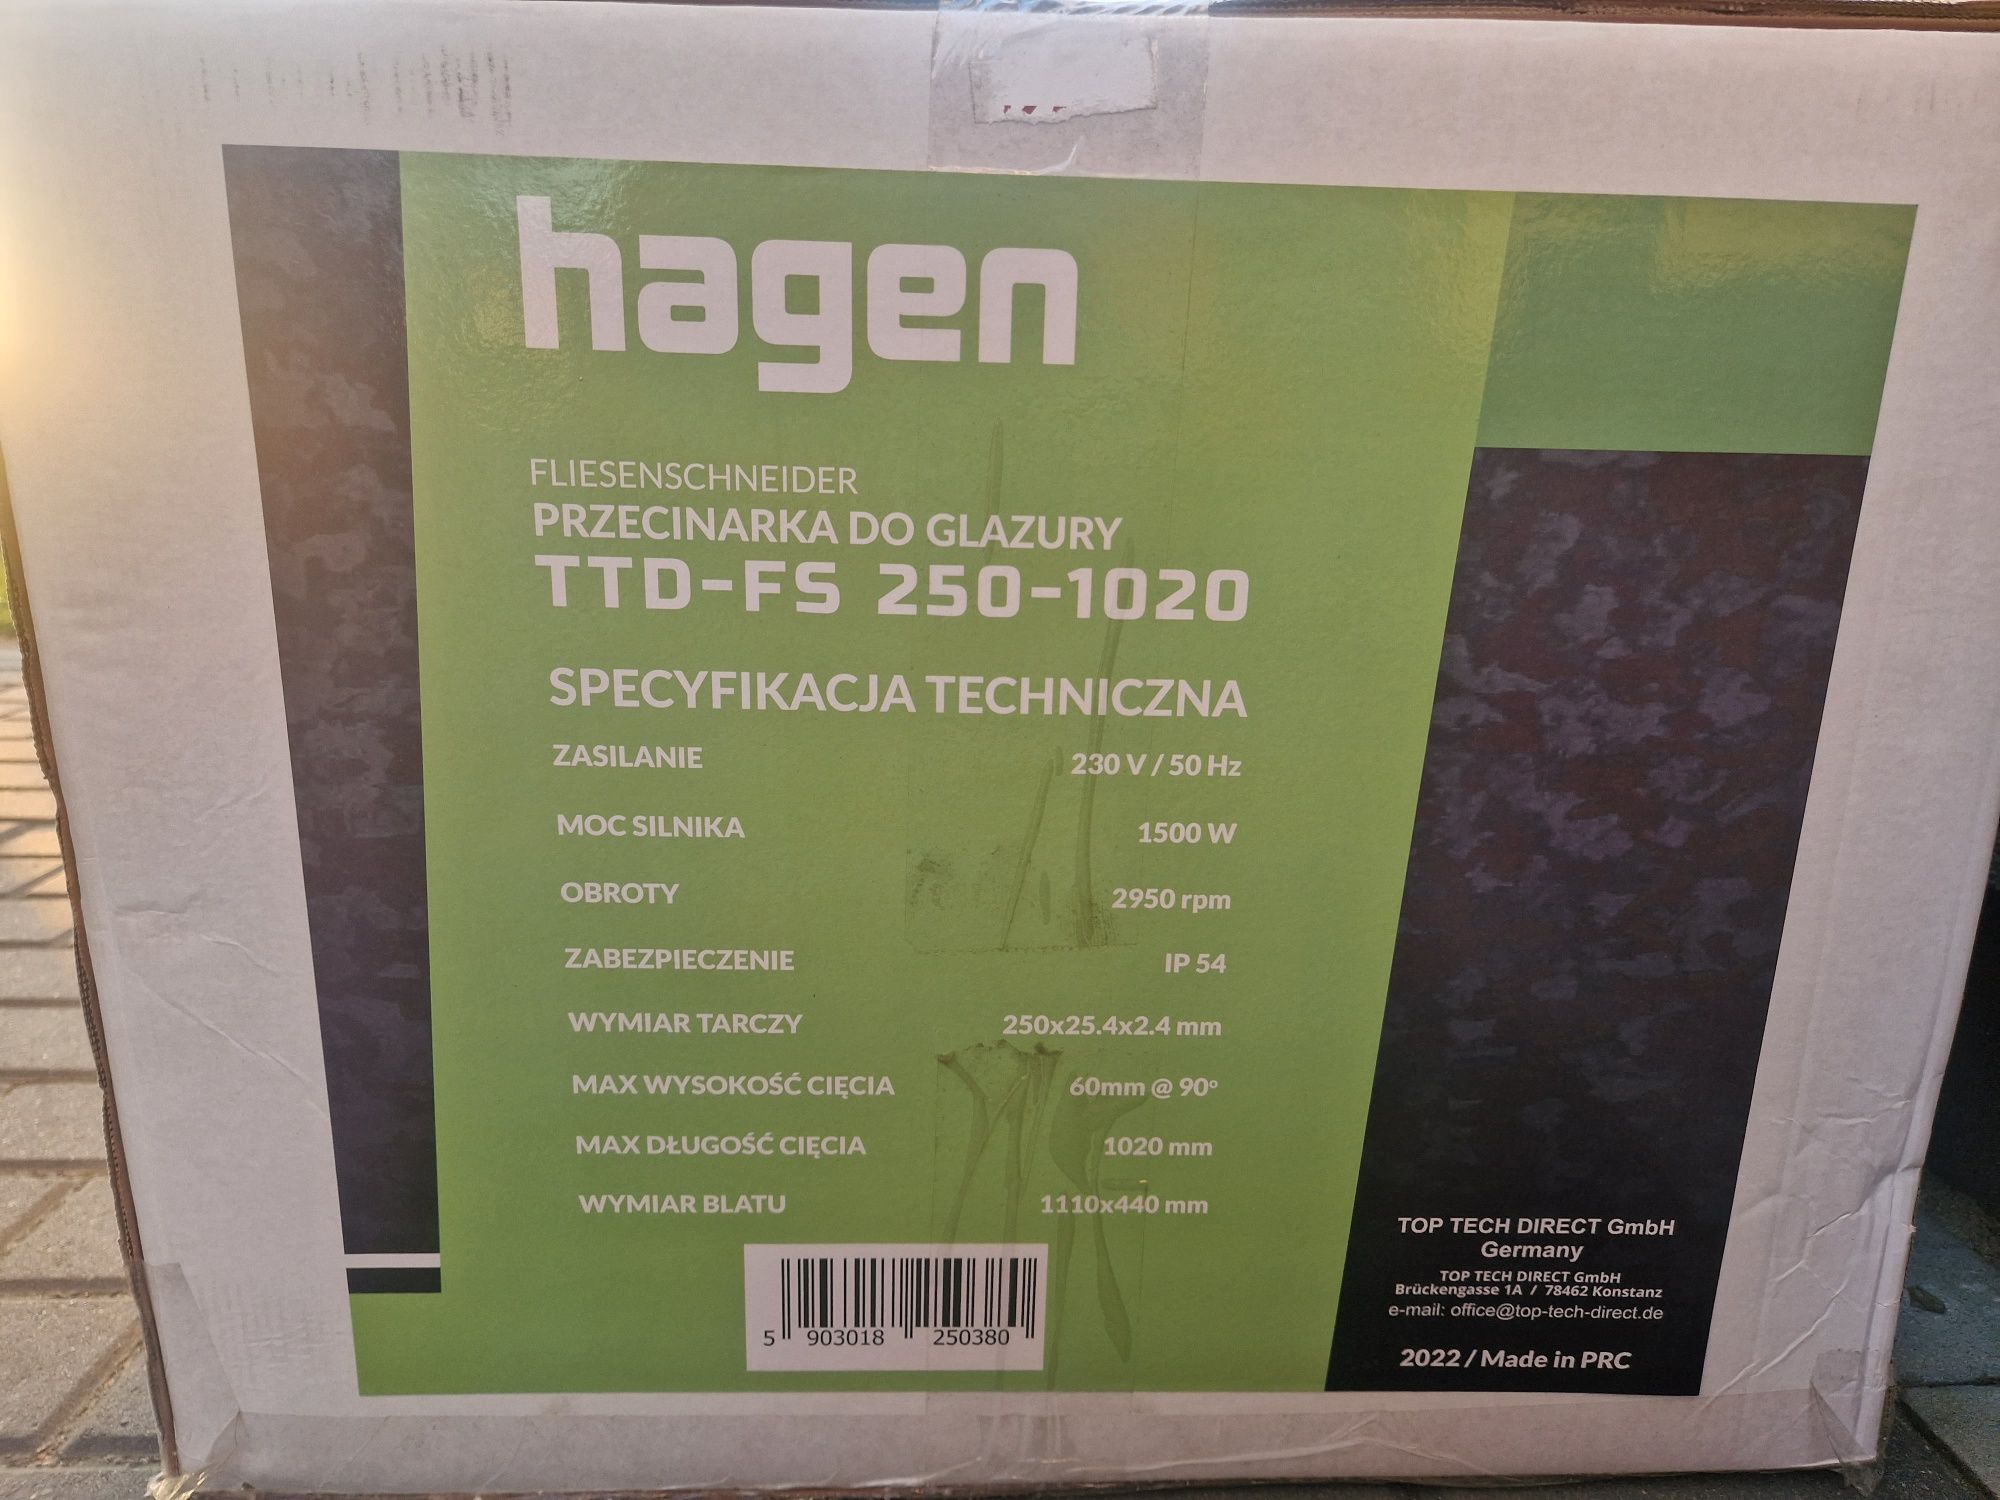 hagen
FLIESENSCHNEIDER
PRZECINARKA DO GLAZURY
TTD-FS 250-1020
SPECYFIKACJA TECHNICZNA
ZASILANIE 230 V / 50 Hz
MOC SILNIKA 1500 W
OBROTY 2950 rpm
ZABEZPIECZENIE IP 54
WYMIAR TARCZY 250x25.4x2.4 mm
MAX WYSOKOŚĆ CIĘCIA 60mm @ 90º
MAX DŁUGOŚĆ CIĘCIA 1020 mm
WYMIAR BLATU 1110x440 mm
5 903018 250380
TOP TECH DIRECT GmbH
Germany
TOP TECH DIRECT GmbH
Brückengasse 1A / 78462 Konstanz
e-mail: office@top-tech-direct.de
2022 / Made in PRC